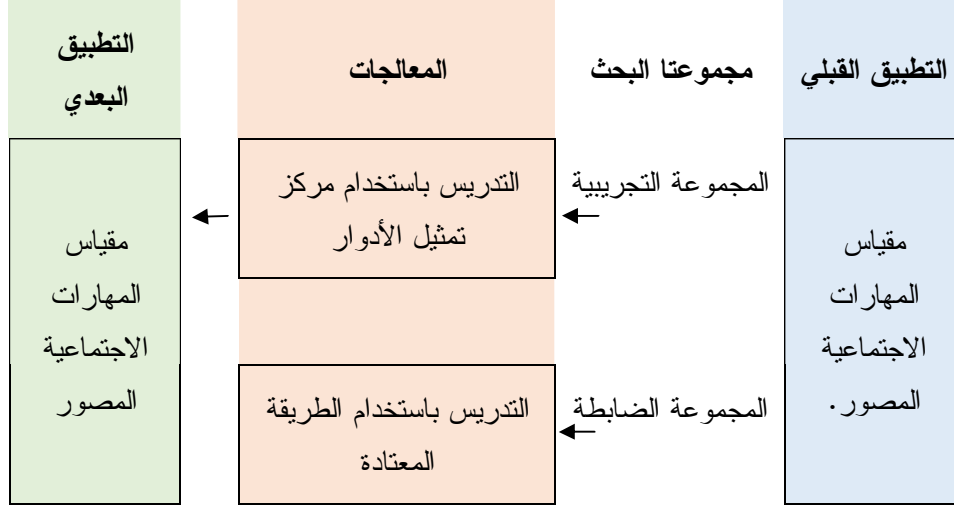 التطبيق القبلي
مجموعتا البحث
المعالجات
التطبيق
البعدي
مقياس
المهارات
الاجتماعية
المصور.
المجموعة التجريبية
التدريس باستخدام مركز
تمثيل الأدوار
المجموعة الضابطة
التدريس باستخدام الطريقة
المعتادة
مقياس
المهارات
الاجتماعية
المصور